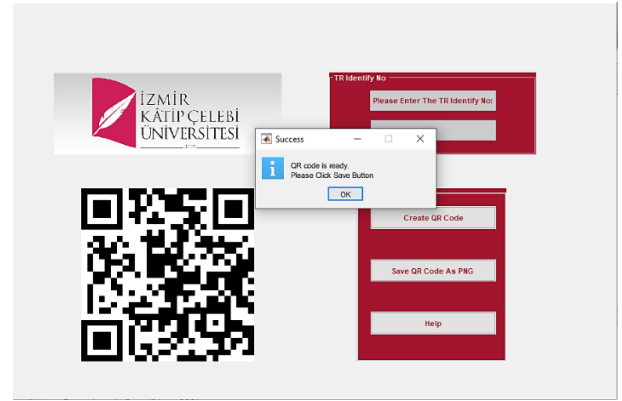 TR Identify No
Please Enter The TR Identify No:
İZMİR
KÂTİP ÇELEBİ
ÜNİVERSİTESİ
Success
QR code is ready.
Please Click Save Button
OK
Create QR Code
Save QR Code As PNG
Help